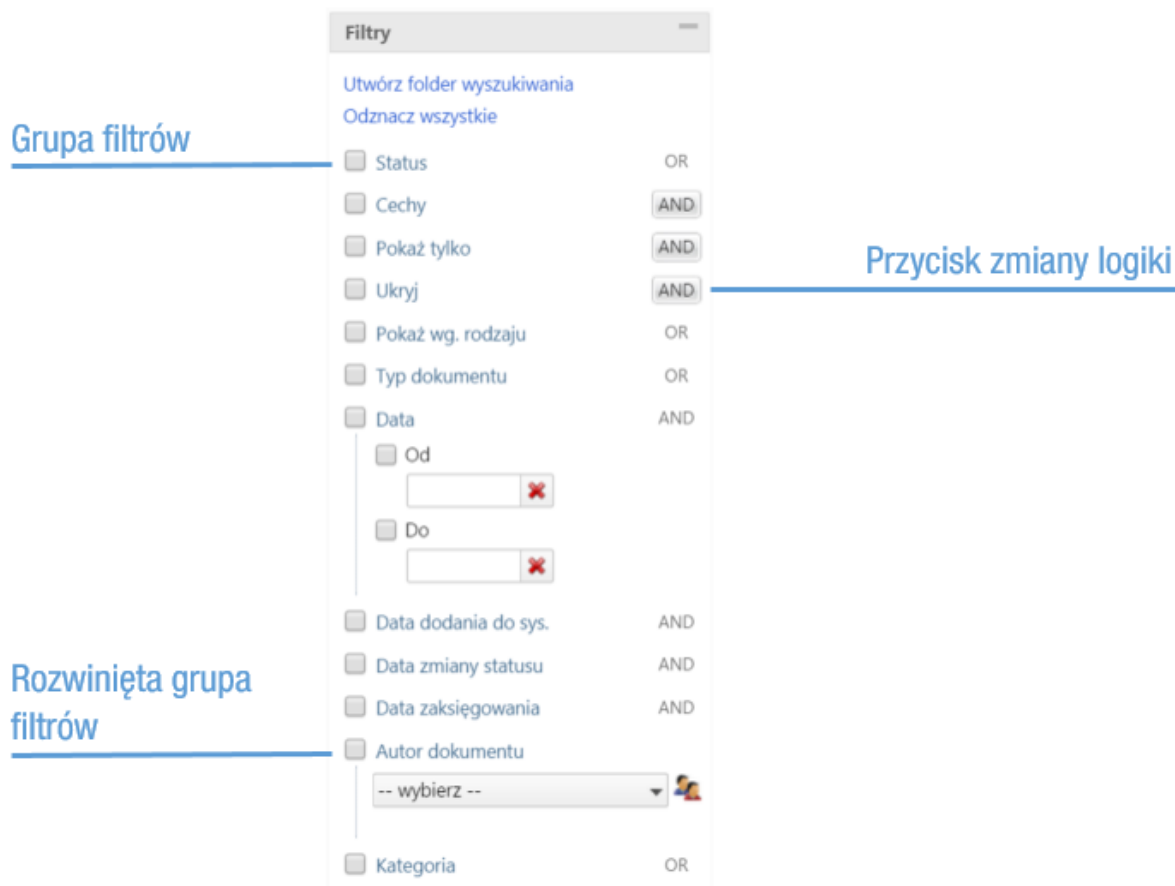 Filtry
Utwórz folder wyszukiwania
Odznacz wszystkie
Grupa filtrów
Status OR
Cechy AND
Pokaż tylko AND
Przycisk zmiany logiki
Ukryj AND
Pokaż wg. rodzaju OR
Typ dokumentu OR
Data AND
Od
Do
Data dodania do sys. AND
Data zmiany statusu AND
Rozwinięta grupa
filtrów
Data zaksięgowania AND
Autor dokumentu
-- wybierz --
Kategoria OR